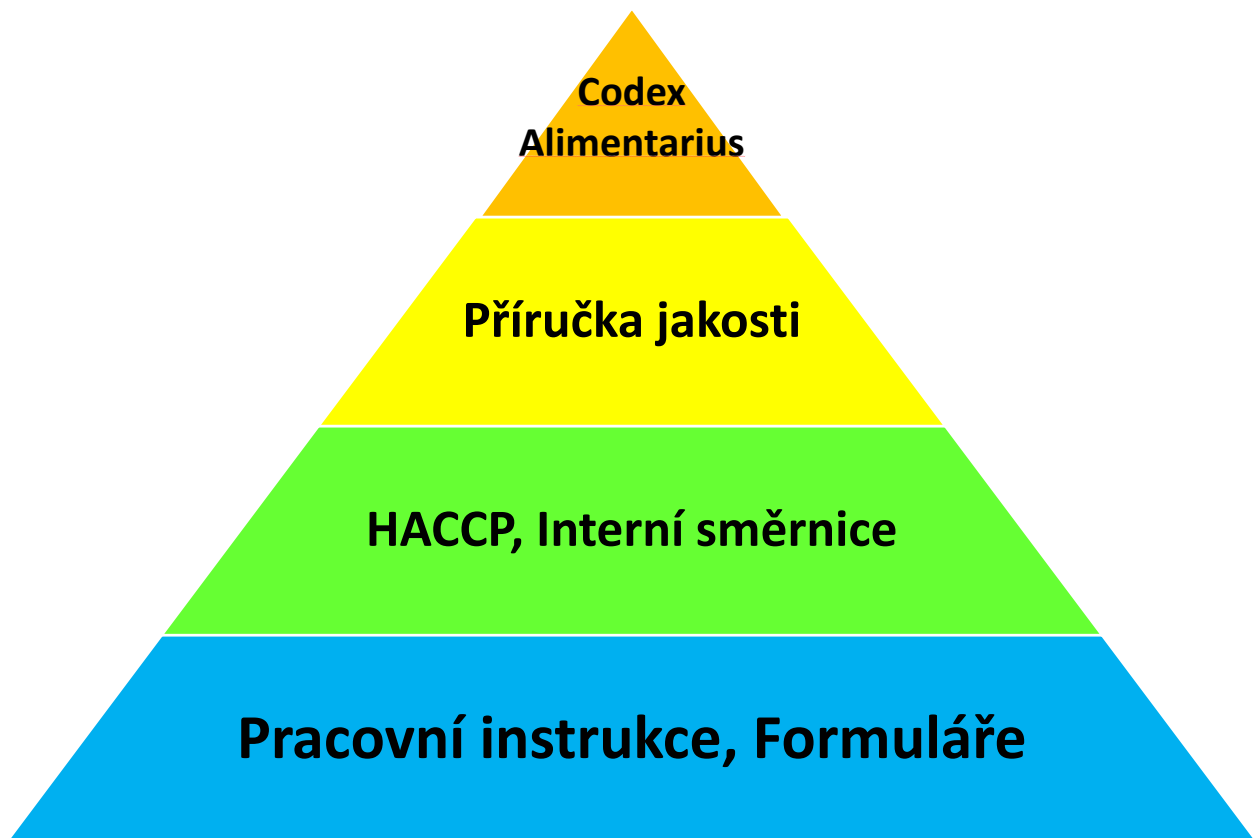 Codex
Alimentarius
Příručka jakosti
HACCP, Interní směrnice
Pracovní instrukce, Formuláře